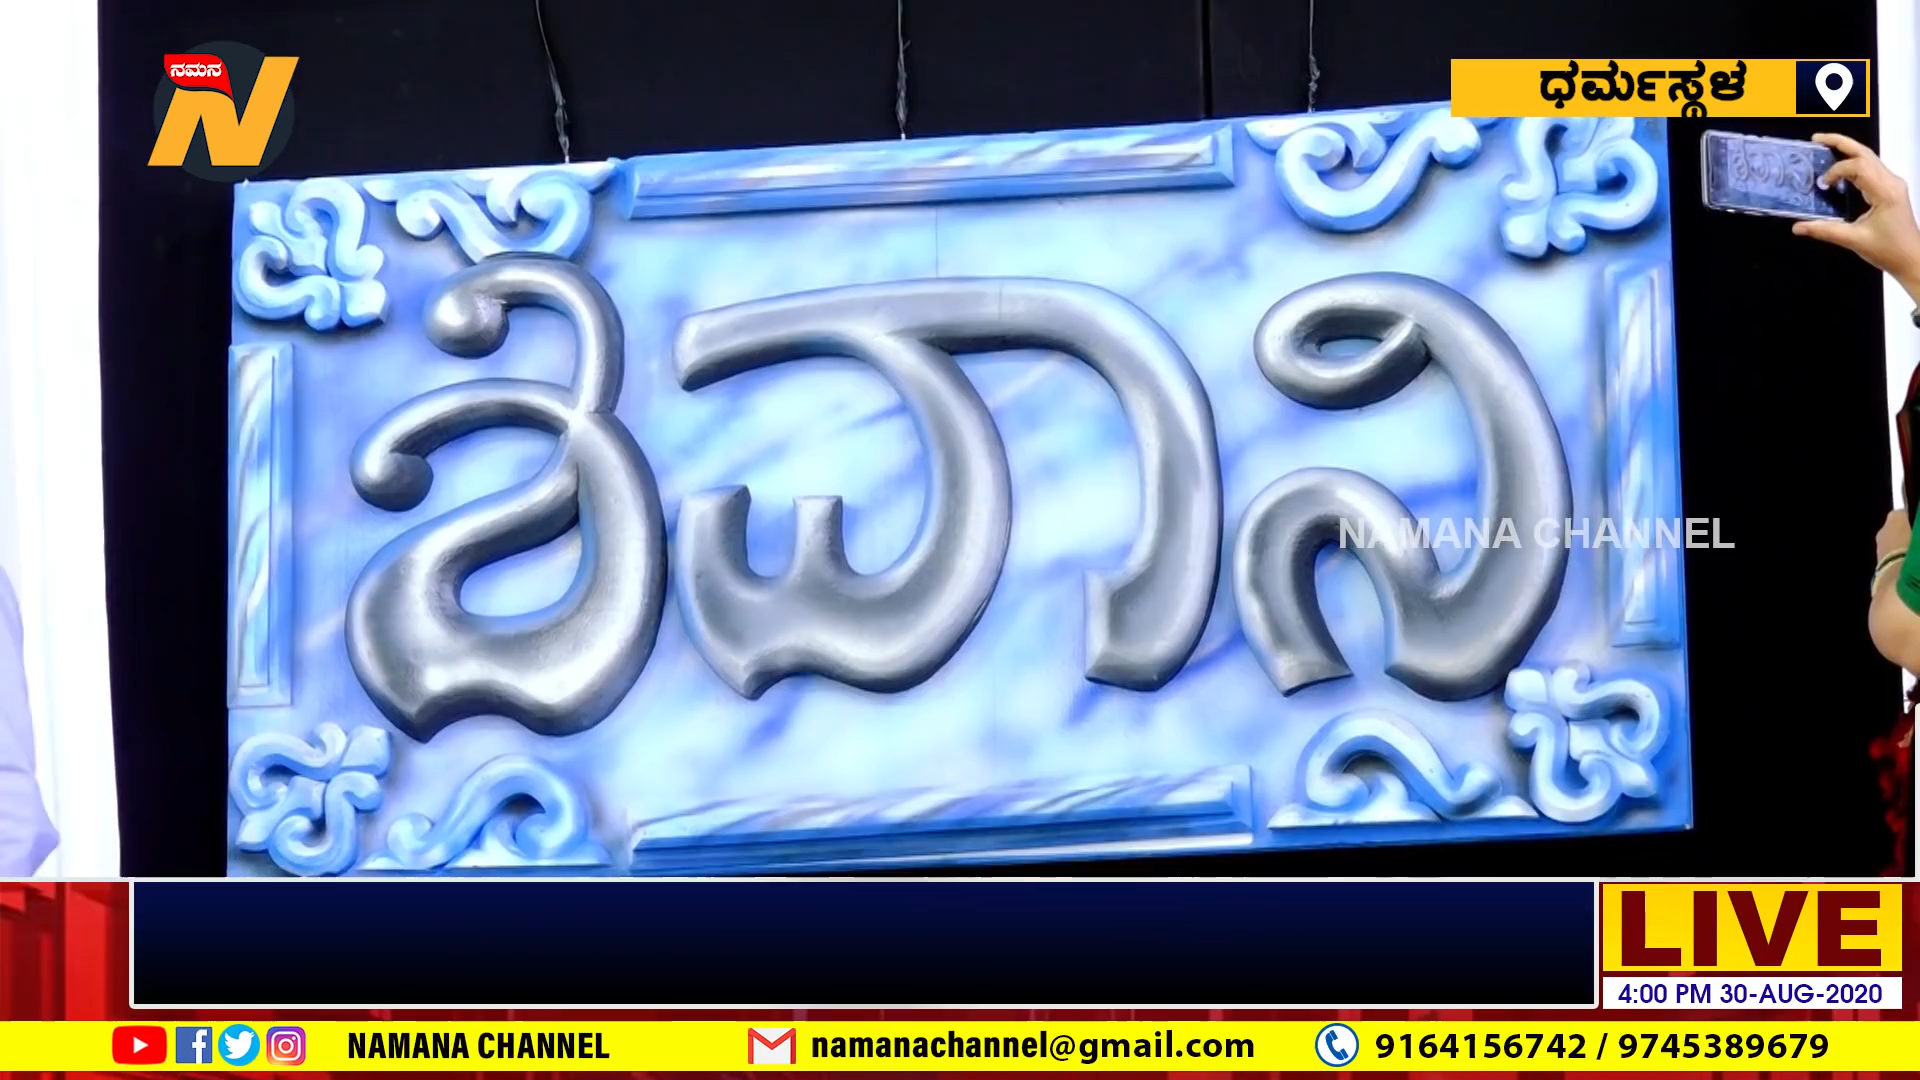 ನಮನ
ಧರ್ಮಸ್ಥಳ
ಶಿವಾನಿ
NAMANA CHANNEL
LIVE
4:00 PM 30-AUG-2020
NAMANA CHANNEL
namanachannel@gmail.com
9164156742 / 9745389679